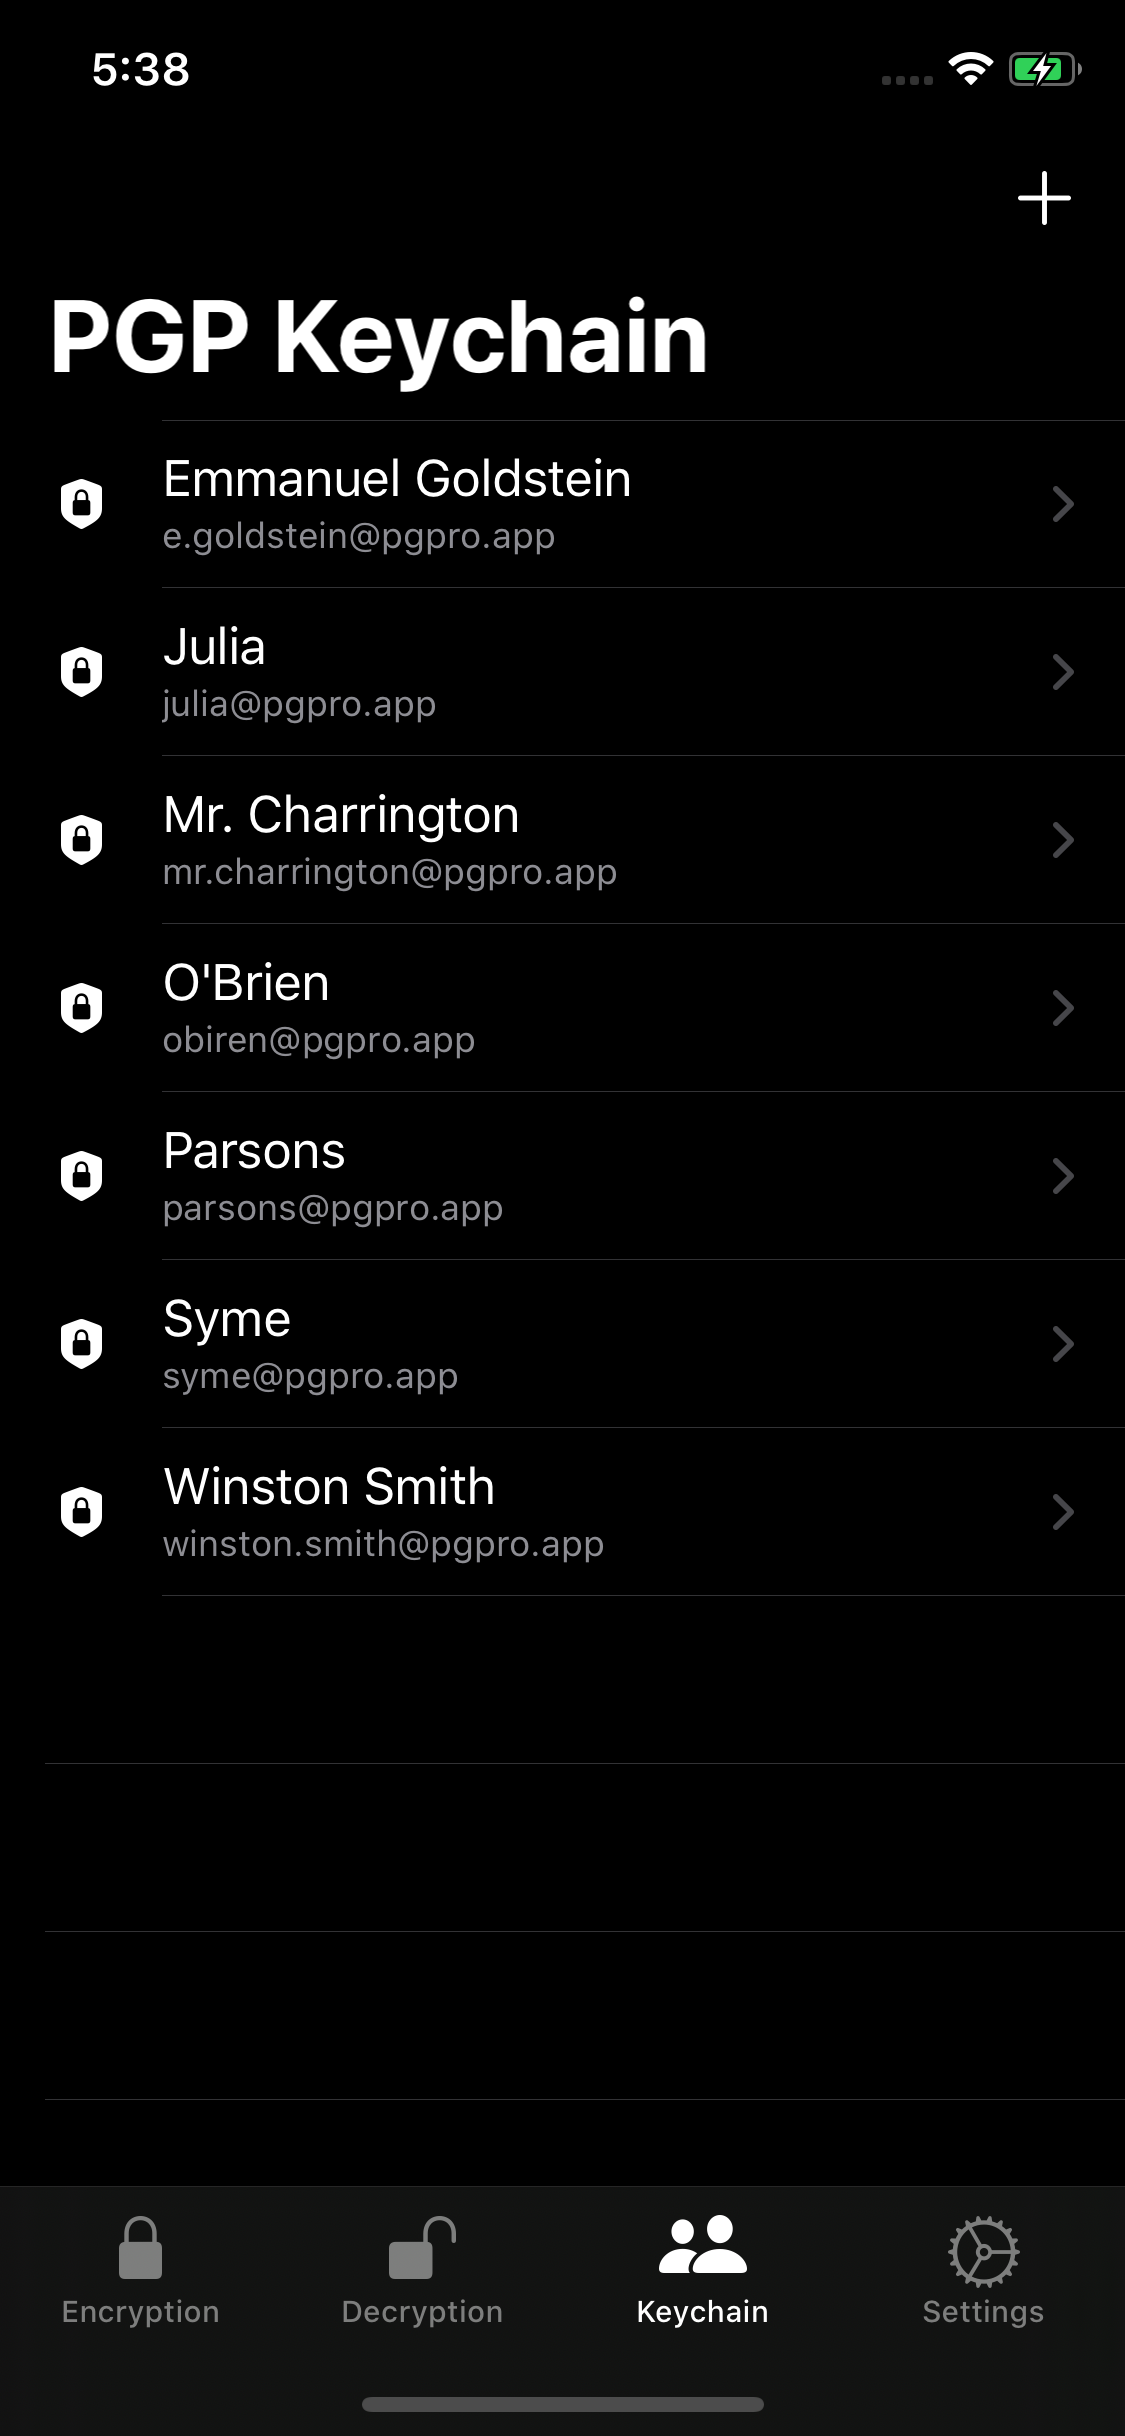 5:38
PGP Keychain
Emmanuel Goldstein
e.goldstein@pgpro.app
Julia
julia@pgpro.app
Mr. Charrington
mr.charrington@pgpro.app
O'Brien
obiren@pgpro.app
Parsons
parsons@pgpro.app
Syme
syme@pgpro.app
Winston Smith
winston.smith@pgpro.app
Encryption
Decryption
Keychain
Settings